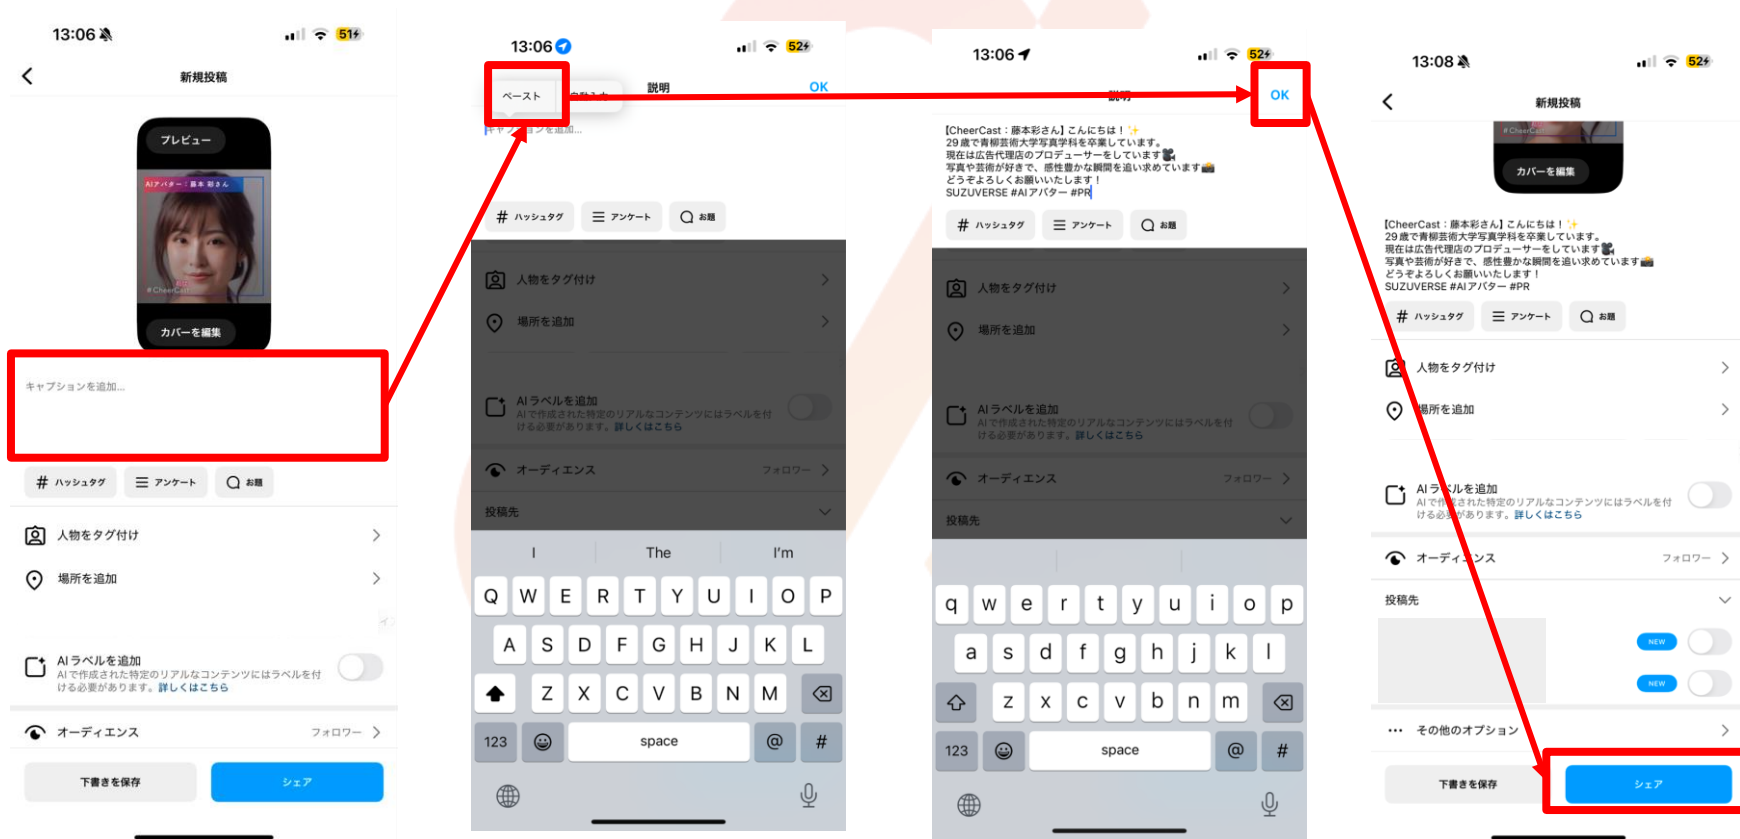 13:06
51
新規投稿
プレビュー
AIアバター：藤本 彩さん
#CheerCast
カバーを編集
キャプションを追加...
# ハッシュタグ
アンケート
お題
人物をタグ付け
場所を追加
AIラベルを追加
AIで作成された特定のリアルなコンテンツにはラベルを付
ける必要があります。詳しくはこちら
オーディエンス
フォロワー
下書きを保存
シェア
13:06
52
ペースト
自動入力
説明
OK
キャプションを追加...
# ハッシュタグ
アンケート
お題
人物をタグ付け
場所を追加
AIラベルを追加
AIで作成された特定のリアルなコンテンツにはラベルを付
ける必要があります。詳しくはこちら
オーディエンス
フォロワー
投稿先
I The I'm
Q W E R T Y U I O P
A S D F G H J K L
Z X C V B N M
123 space @ #
13:06
52
説明
OK
【CheerCast：藤本彩さん】こんにちは！✨
29歳で青柳芸術大学写真学科を卒業しています。
現在は広告代理店のプロデューサーをしています🎥
写真や芸術が好きで、感性豊かな瞬間を追い求めています📸
どうぞよろしくお願いいたします！
SUZUVERSE #AIアバター #PR
# ハッシュタグ
アンケート
お題
人物をタグ付け
場所を追加
AIラベルを追加
AIで作成された特定のリアルなコンテンツにはラベルを付
ける必要があります。詳しくはこちら
オーディエンス
フォロワー
投稿先
q w e r t y u i o p
a s d f g h j k l
z x c v b n m
123 space @ #
13:08
52
新規投稿
#CheerCast
カバーを編集
【CheerCast：藤本彩さん】こんにちは！✨
29歳で青柳芸術大学写真学科を卒業しています。
現在は広告代理店のプロデューサーをしています🎥
写真や芸術が好きで、感性豊かな瞬間を追い求めています📸
どうぞよろしくお願いいたします！
SUZUVERSE #AIアバター #PR
# ハッシュタグ
アンケート
お題
人物をタグ付け
場所を追加
AIラベルを追加
AIで作成された特定のリアルなコンテンツにはラベルを付
ける必要があります。詳しくはこちら
オーディエンス
フォロワー
投稿先
NEW
NEW
その他のオプション
下書きを保存
シェア